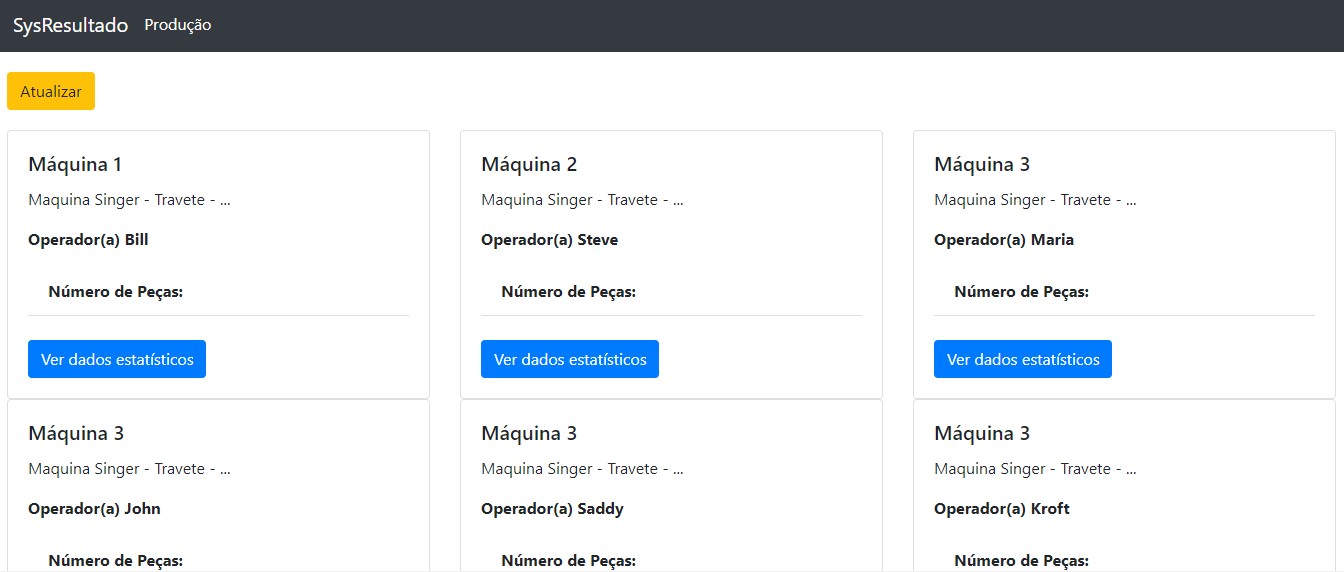 SysResultado Produção
Atualizar
Máquina 1
Maquina Singer - Travete - ...
Operador(a) Bill
Número de Peças:
Ver dados estatísticos
Máquina 2
Maquina Singer - Travete - ...
Operador(a) Steve
Número de Peças:
Ver dados estatísticos
Máquina 3
Maquina Singer - Travete - ...
Operador(a) Maria
Número de Peças:
Ver dados estatísticos
Máquina 3
Maquina Singer - Travete - ...
Operador(a) John
Número de Peças:
Máquina 3
Maquina Singer - Travete - ...
Operador(a) Saddy
Número de Peças:
Máquina 3
Maquina Singer - Travete - ...
Operador(a) Kroft
Número de Peças: